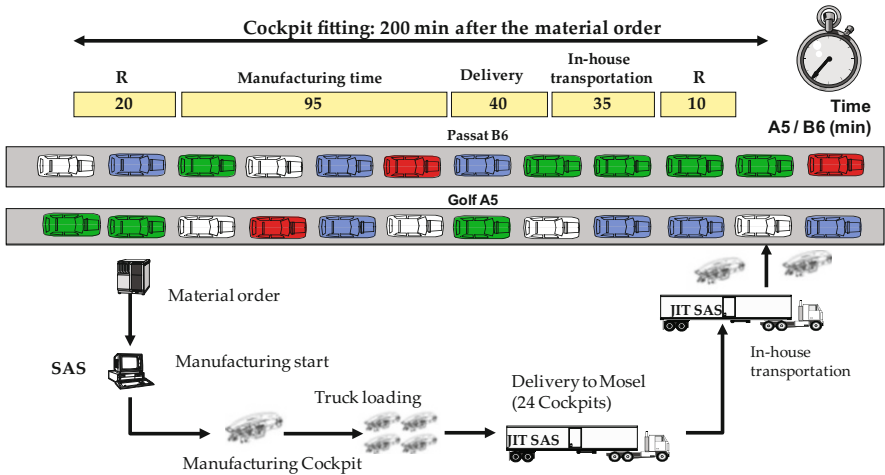 Cockpit fitting: 200 min after the material order
R
Manufacturing time
Delivery
In-house
transportation
R
20
95
40
35
10
Time
A5 / B6 (min)
Passat B6
Golf A5
Material order
SAS
Manufacturing start
Manufacturing Cockpit
Truck loading
Delivery to Mosel
(24 Cockpits)
JIT SAS
JIT SAS
In-house
transportation